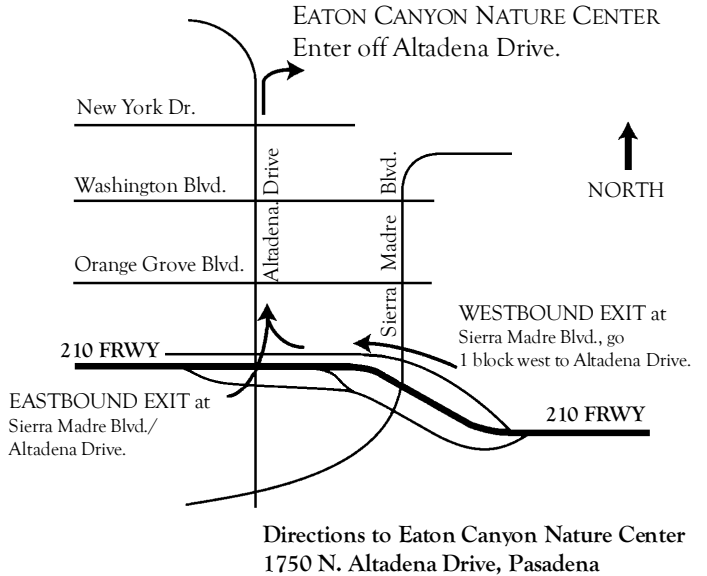 EATON CANYON NATURE CENTER
Enter off Altadena Drive.
New York Dr.
Washington Blvd.
Altadena. Drive
Sierra Madre Blvd.
NORTH
Orange Grove Blvd.
WESTBOUND EXIT at
Sierra Madre Blvd., go
1 block west to Altadena Drive.
210 FRWY
EASTBOUND EXIT at
Sierra Madre Blvd./
Altadena Drive.
210 FRWY
Directions to Eaton Canyon Nature Center
1750 N. Altadena Drive, Pasadena